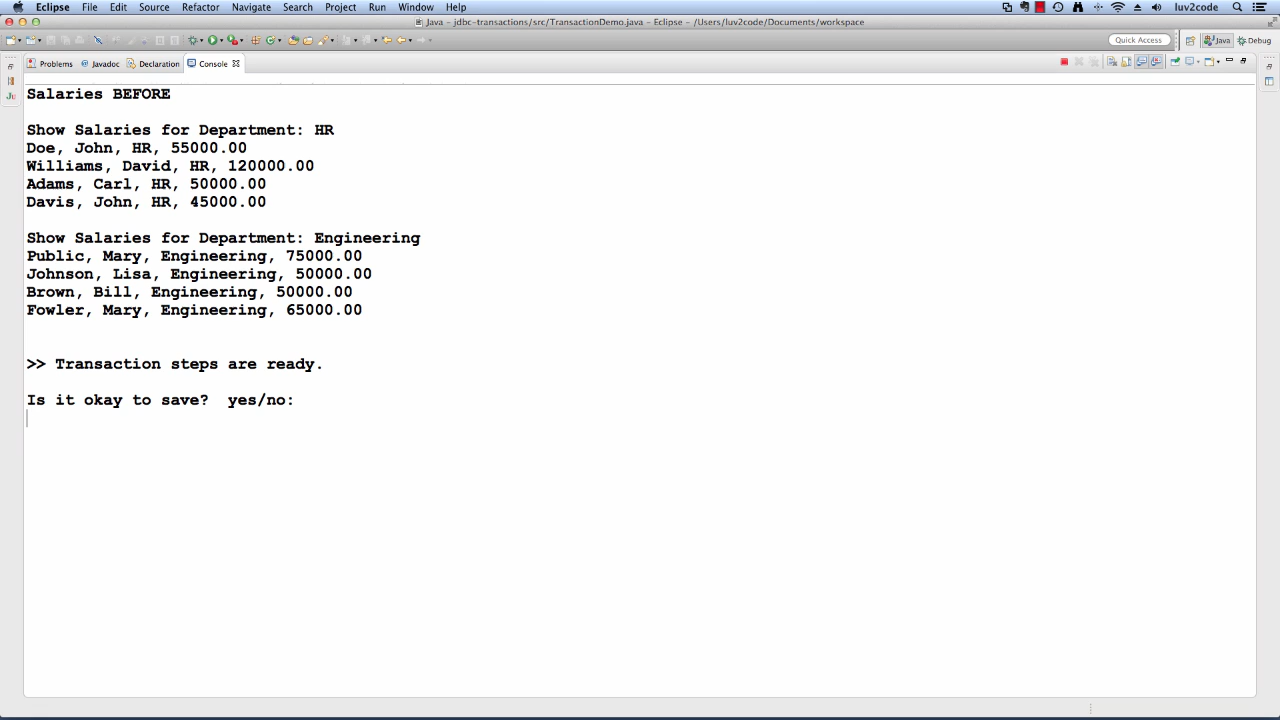 Eclipse File Edit Source Refactor Navigate Search Project Run Window Help luv2code
Java - jdbc-transactions/src/TransactionDemo.java - Eclipse - /Users/luv2code/Documents/workspace
Quick Access Java Debug
Problems Javadoc Declaration Console
Salaries BEFORE
Show Salaries for Department: HR
Doe, John, HR, 55000.00
Williams, David, HR, 120000.00
Adams, Carl, HR, 50000.00
Davis, John, HR, 45000.00
Show Salaries for Department: Engineering
Public, Mary, Engineering, 75000.00
Johnson, Lisa, Engineering, 50000.00
Brown, Bill, Engineering, 50000.00
Fowler, Mary, Engineering, 65000.00
>> Transaction steps are ready.
Is it okay to save?  yes/no: